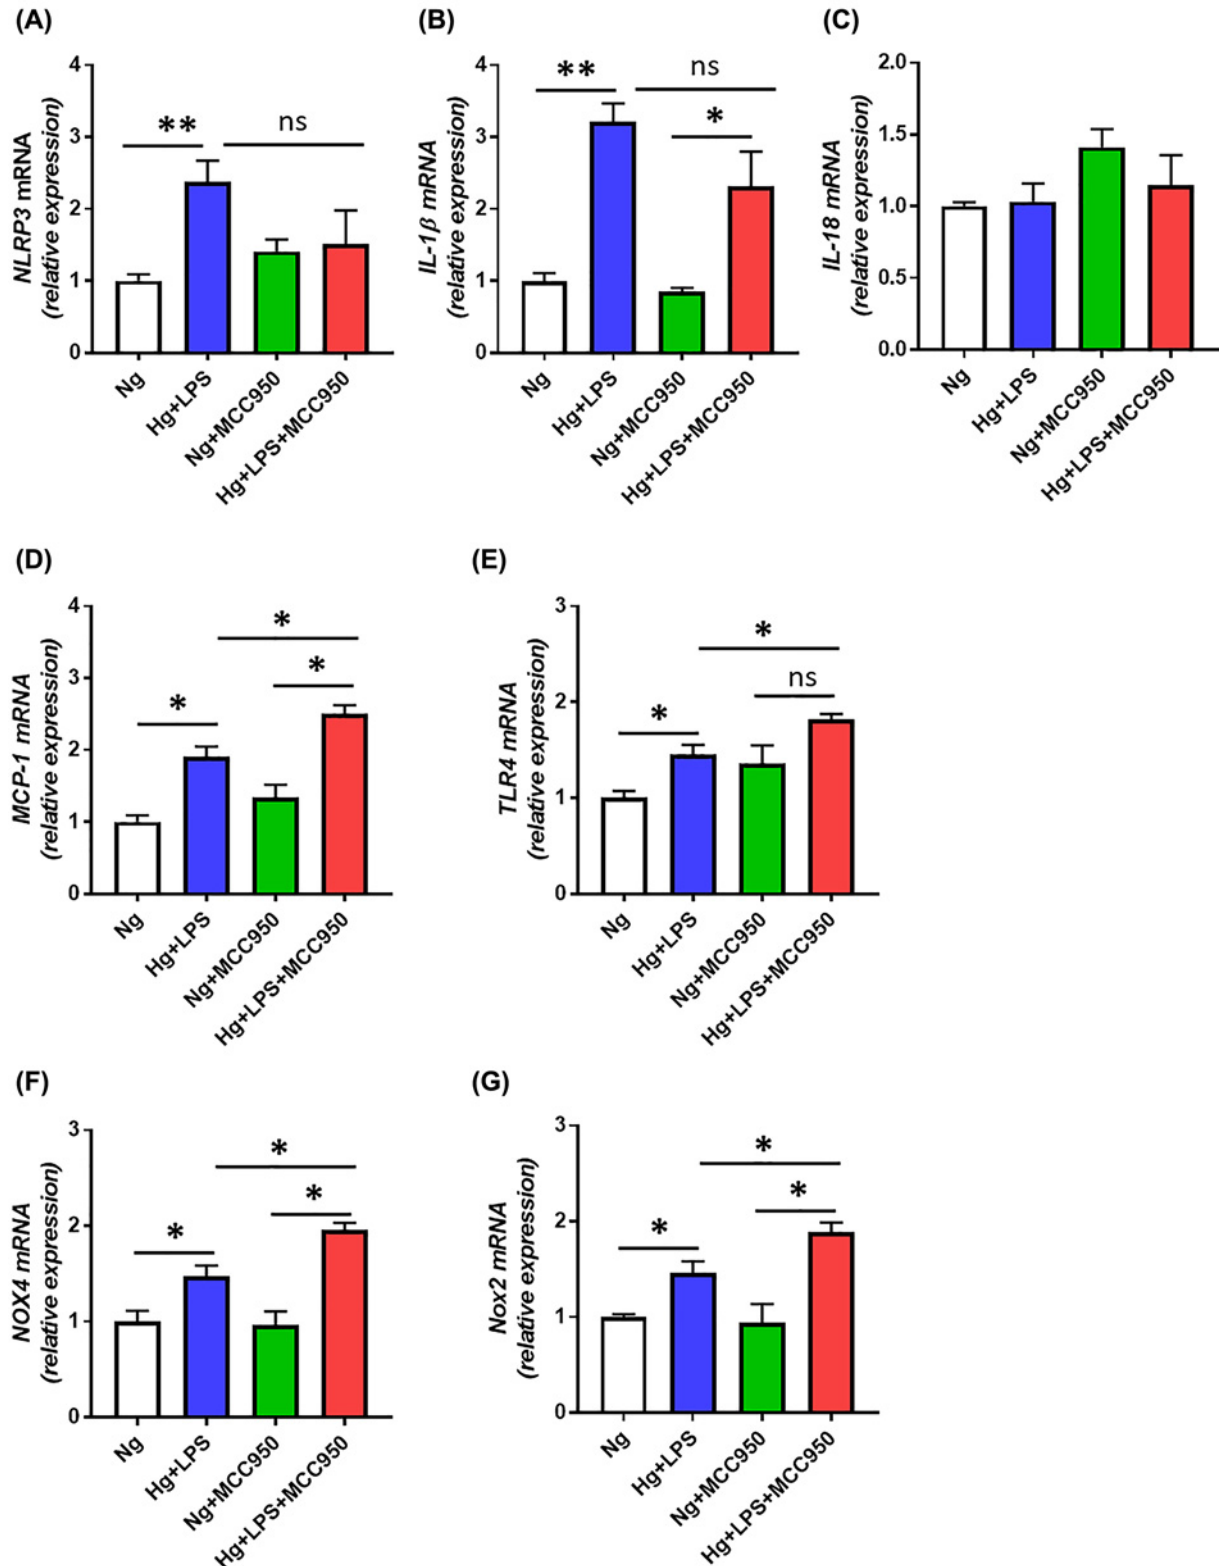 (A)
NLRP3 mRNA
(relative expression)
4
3
2
1
0
**
ns
Ng
Hg+LPS
Ng+MCC950
Hg+LPS+MCC950
(B)
IL-1β mRNA
(relative expression)
4
3
2
1
0
**
ns
*
Ng
Hg+LPS
Ng+MCC950
Hg+LPS+MCC950
(C)
IL-18 mRNA
(relative expression)
2.0
1.5
1.0
0.5
0.0
Ng
Hg+LPS
Ng+MCC950
Hg+LPS+MCC950
(D)
MCP-1 mRNA
(relative expression)
4
3
2
1
0
*
*
*
Ng
Hg+LPS
Ng+MCC950
Hg+LPS+MCC950
(E)
TLR4 mRNA
(relative expression)
3
2
1
0
*
*
ns
Ng
Hg+LPS
Ng+MCC950
Hg+LPS+MCC950
(F)
NOX4 mRNA
(relative expression)
3
2
1
0
*
*
*
Ng
Hg+LPS
Ng+MCC950
Hg+LPS+MCC950
(G)
Nox2 mRNA
(relative expression)
3
2
1
0
*
*
*
Ng
Hg+LPS
Ng+MCC950
Hg+LPS+MCC950